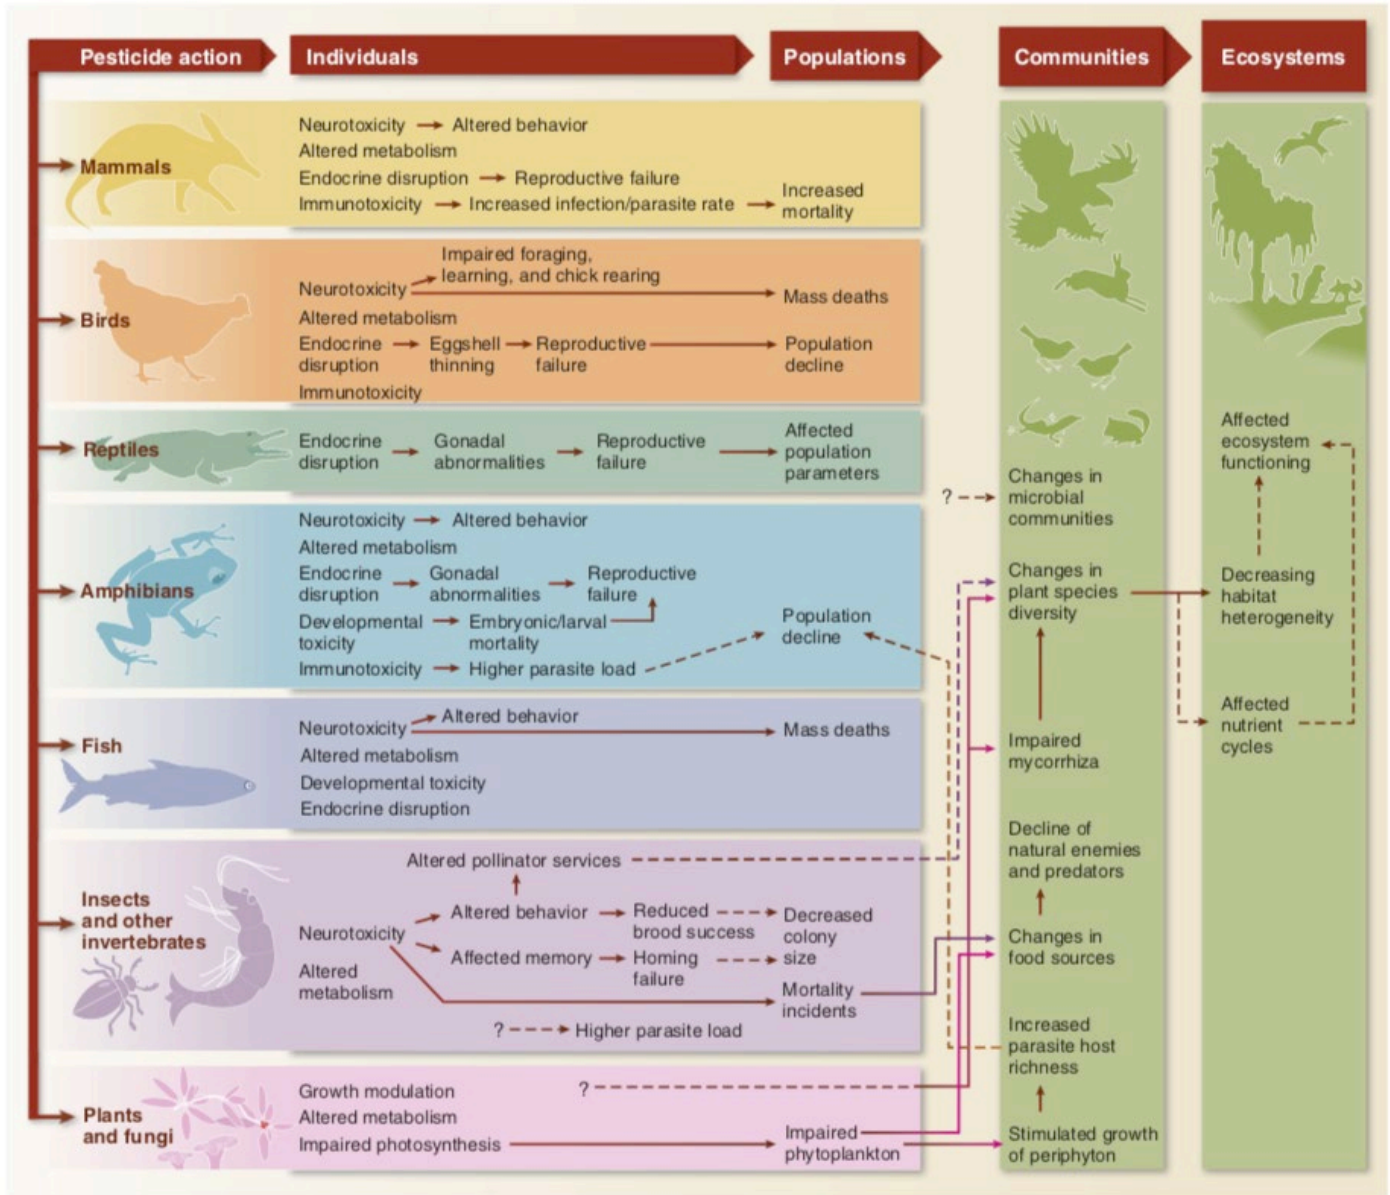 Pesticide action
Individuals
Populations
Communities
Ecosystems
Mammals
Neurotoxicity
Altered behavior
Altered metabolism
Endocrine disruption
Reproductive failure
Immunotoxicity
Increased infection/parasite rate
Increased
mortality
Birds
Neurotoxicity
Impaired foraging,
learning, and chick rearing
Mass deaths
Altered metabolism
Endocrine
disruption
Eggshell
thinning
Reproductive
failure
Population
decline
Immunotoxicity
Reptiles
Endocrine
disruption
Gonadal
abnormalities
Reproductive
failure
Affected
population
parameters
Amphibians
Neurotoxicity
Altered behavior
Altered metabolism
Endocrine
disruption
Gonadal
abnormalities
Reproductive
failure
Developmental
toxicity
Embryonic/larval
mortality
Immunotoxicity
Higher parasite load
Population
decline
Fish
Neurotoxicity
Altered behavior
Mass deaths
Altered metabolism
Developmental toxicity
Endocrine disruption
Insects
and other
invertebrates
Altered pollinator services
Neurotoxicity
Altered behavior
Reduced
brood success
Decreased
colony
size
Affected memory
Homing
failure
Altered
metabolism
Mortality
incidents
?
Higher parasite load
Plants
and fungi
Growth modulation
?
Altered metabolism
Impaired photosynthesis
Impaired
phytoplankton
?
Changes in
microbial
communities
Changes in
plant species
diversity
Impaired
mycorrhiza
Decline of
natural enemies
and predators
Changes in
food sources
Increased
parasite host
richness
Stimulated growth
of periphyton
Affected
ecosystem
functioning
Decreasing
habitat
heterogeneity
Affected
nutrient
cycles